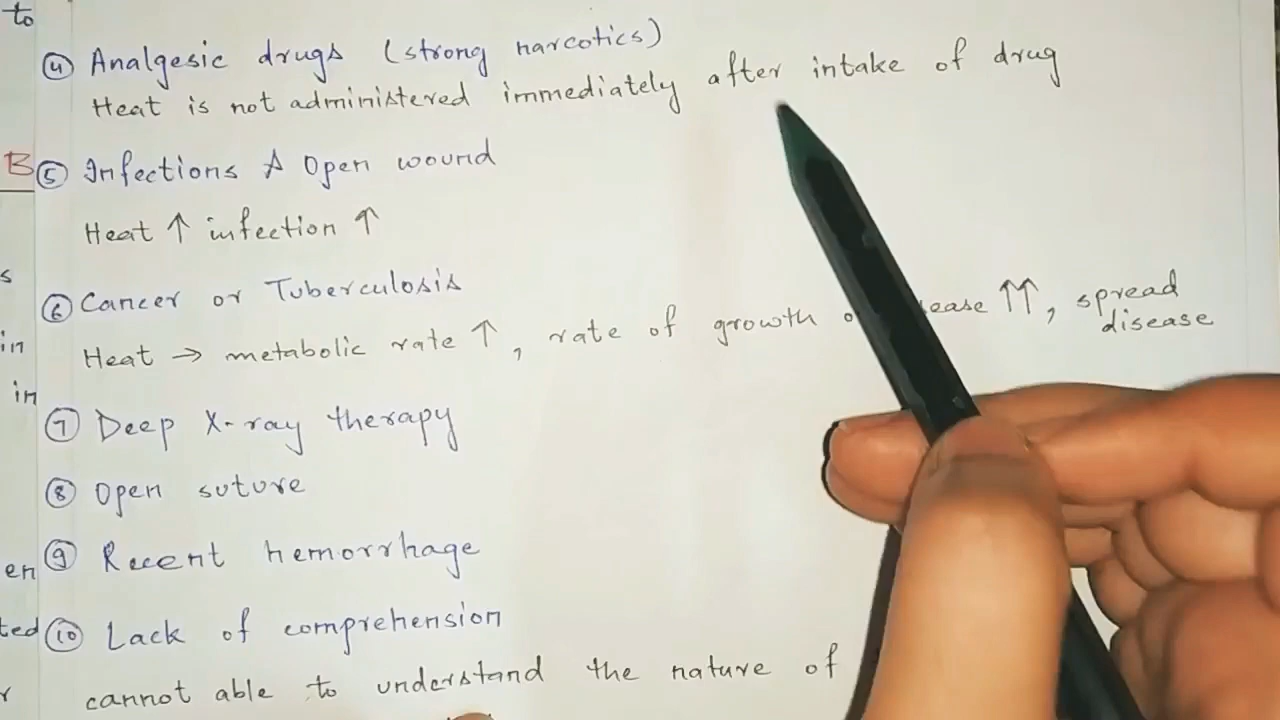 to
④ Analgesic drugs (strong narcotics)
Heat is not administered immediately after intake of drug
B
⑤ Infections & Open wound
Heat ↑ infection ↑
s
⑥ Cancer or Tuberculosis
Heat → metabolic rate ↑, rate of growth ↑↑, spread disease
in
in
⑦ Deep X-ray therapy
⑧ Open suture
en
⑨ Recent hemorrhage
ted
⑩ Lack of comprehension
r
cannot able to understand the nature of